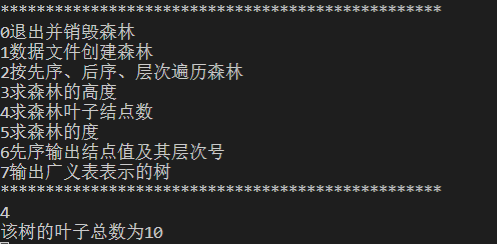 **************************************************
0退出并销毁森林
1数据文件创建森林
2按先序、后序、层次遍历森林
3求森林的高度
4求森林叶子结点数
5求森林的度
6先序输出结点值及其层次号
7输出广义表表示的树
**************************************************
4
该树的叶子总数为10